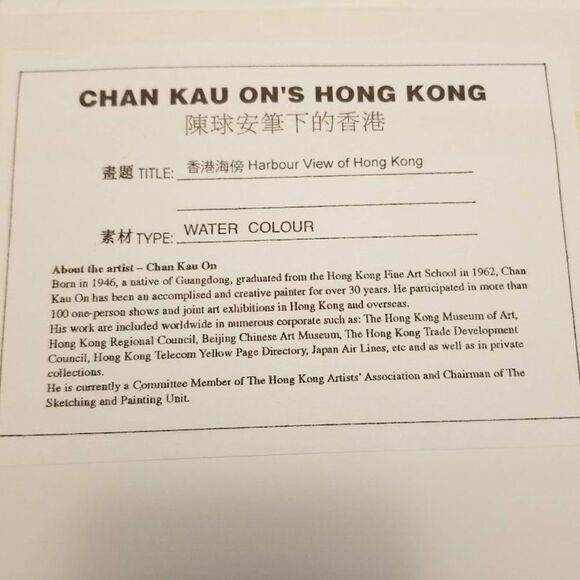 CHAN KAU ON'S HONG KONG
陳球安筆下的香港
畫題 TITLE: 香港海傍 Harbour View of Hong Kong
素材 TYPE: WATER COLOUR
About the artist – Chan Kau On
Born in 1946, a native of Guangdong, graduated from the Hong Kong Fine Art School in 1962, Chan
Kau On has been an accomplised and creative painter for over 30 years. He participated in more than
100 one-person shows and joint art exhibitions in Hong Kong and overseas.
His work are included worldwide in numerous corporate such as: The Hong Kong Museum of Art,
Hong Kong Regional Council, Beijing Chinese Art Museum, The Hong Kong Trade Development
Council, Hong Kong Telecom Yellow Page Directory, Japan Air Lines, etc and as well as in private
collections.
He is currently a Committee Member of The Hong Kong Artists' Association and Chairman of The
Sketching and Painting Unit.